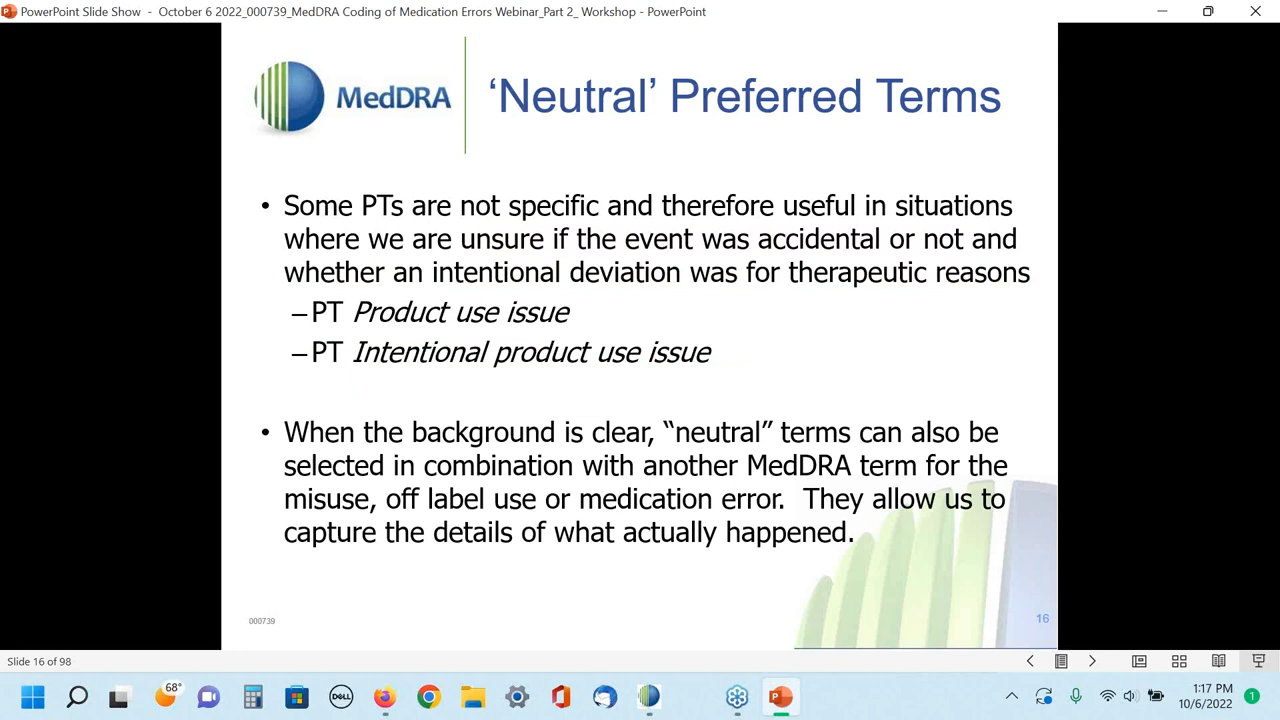 PowerPoint Slide Show - October 6 2022_000739_MedDRA Coding of Medication Errors Webinar_Part 2_ Workshop - PowerPoint
MedDRA
‘Neutral’ Preferred Terms
• Some PTs are not specific and therefore useful in situations
where we are unsure if the event was accidental or not and
whether an intentional deviation was for therapeutic reasons
–PT Product use issue
–PT Intentional product use issue
• When the background is clear, “neutral” terms can also be
selected in combination with another MedDRA term for the
misuse, off label use or medication error. They allow us to
capture the details of what actually happened.
000739
16
Slide 16 of 98
68°
DELL
1:17 PM
10/6/2022
1